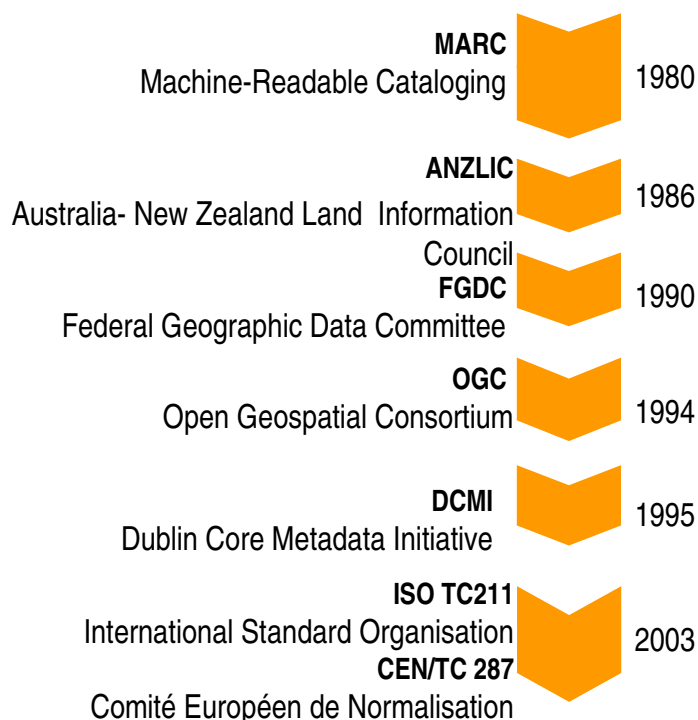 MARC
Machine-Readable Cataloging
1980
ANZLIC
Australia- New Zealand Land Information
Council
1986
FGDC
Federal Geographic Data Committee
1990
OGC
Open Geospatial Consortium
1994
DCMI
Dublin Core Metadata Initiative
1995
ISO TC211
International Standard Organisation
CEN/TC 287
Comité Européen de Normalisation
2003